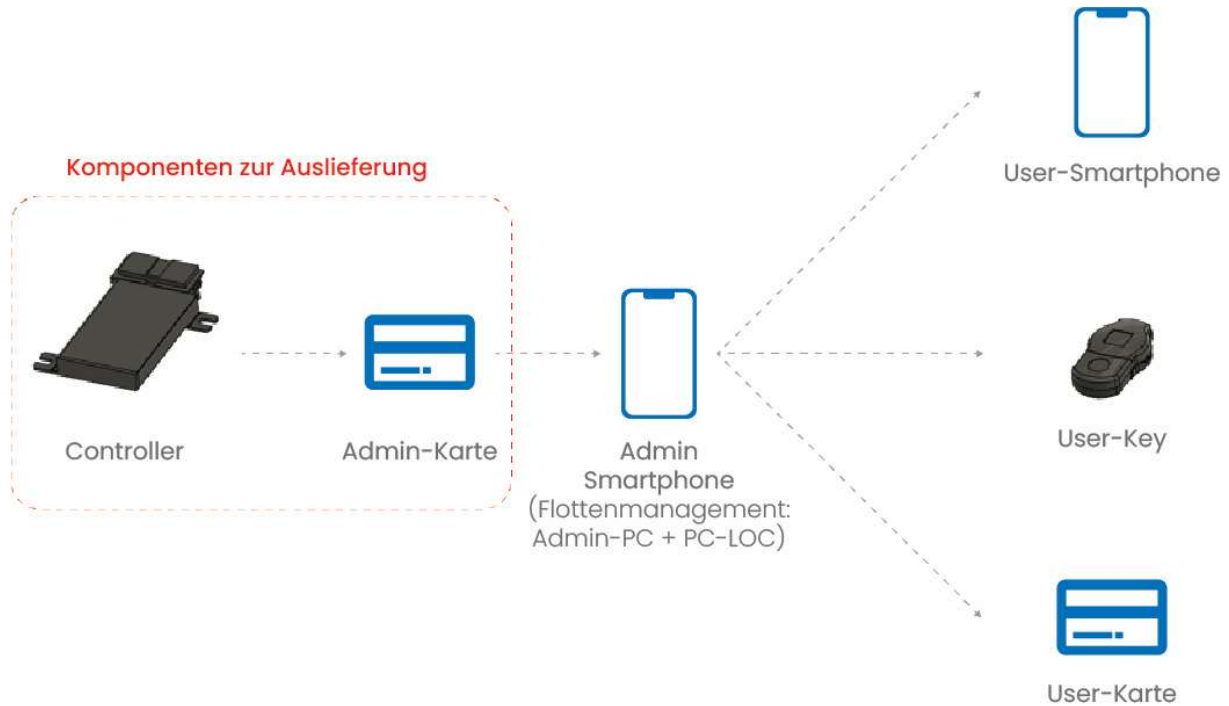 Komponenten zur Auslieferung
Controller
Admin-Karte
Admin
Smartphone
(Flottenmanagement:
Admin-PC + PC-LOC)
User-Smartphone
User-Key
User-Karte